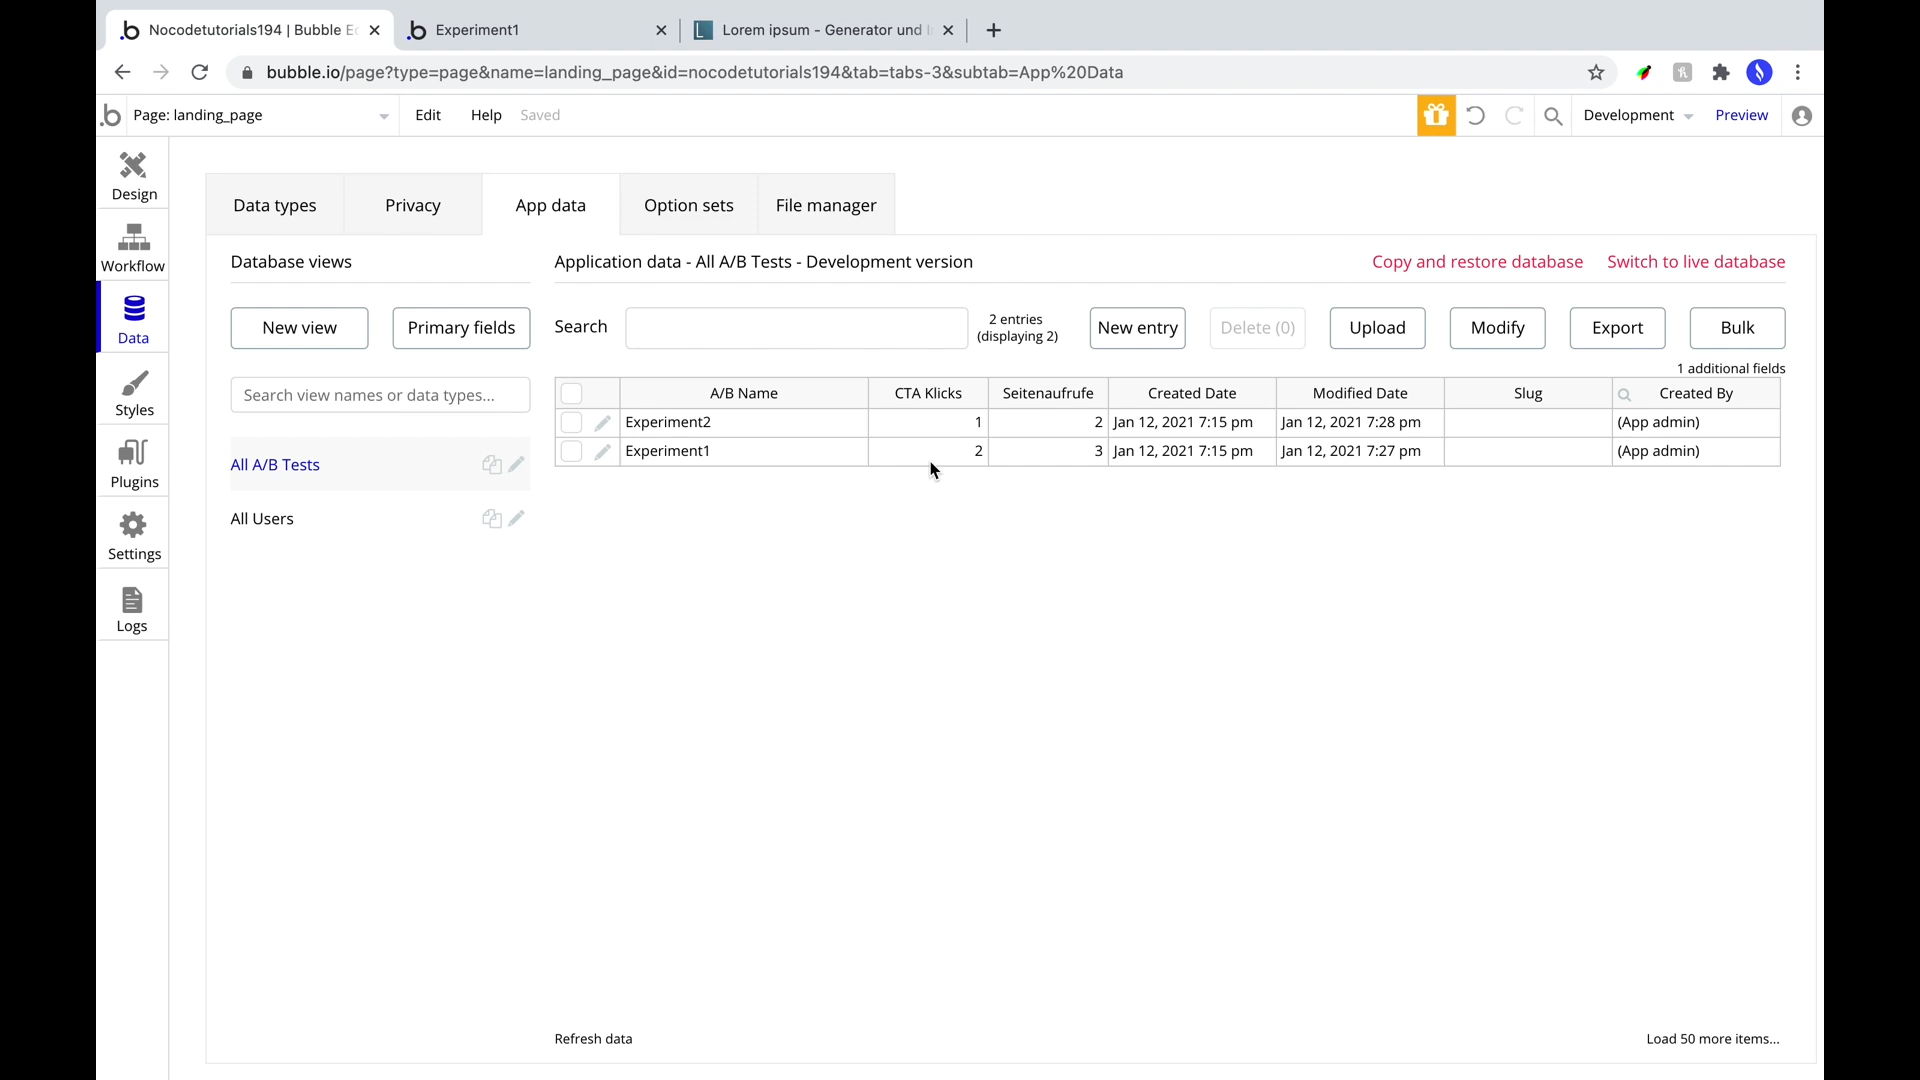 Nocodetutorials194 | Bubble E
Experiment1
Lorem ipsum - Generator und
bubble.io/page?type=page&name=landing_page&id=nocodetutorials194&tab=tabs-3&subtab=App%20Data
Page: landing_page
Edit
Help
Saved
Development
Preview
Design
Workflow
Data
Styles
Plugins
Settings
Logs
Data types
Privacy
App data
Option sets
File manager
Database views
New view
Primary fields
Search view names or data types...
All A/B Tests
All Users
Application data - All A/B Tests - Development version
Copy and restore database
Switch to live database
Search
2 entries
(displaying 2)
New entry
Delete (0)
Upload
Modify
Export
Bulk
1 additional fields
A/B Name CTA Klicks Seitenaufrufe Created Date Modified Date Slug Created By
Experiment2 1 2 Jan 12, 2021 7:15 pm Jan 12, 2021 7:28 pm (App admin)
Experiment1 2 3 Jan 12, 2021 7:15 pm Jan 12, 2021 7:27 pm (App admin)
Refresh data
Load 50 more items...